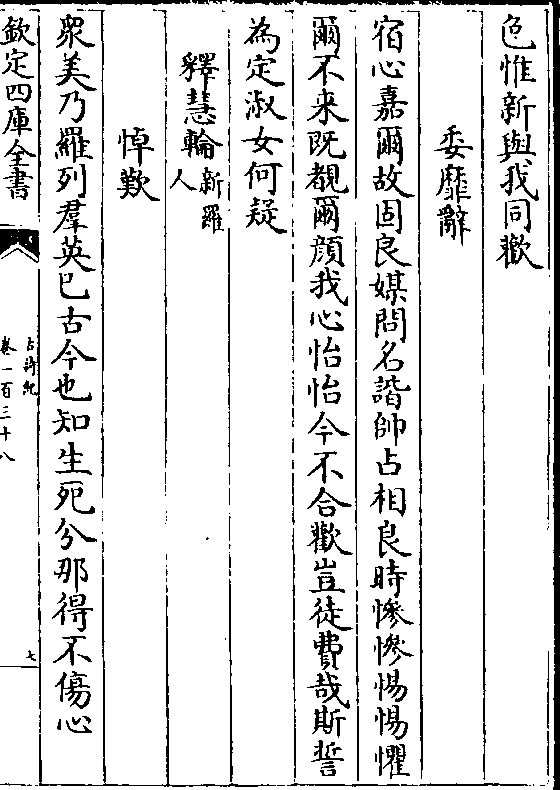 色惟新與我同歡
委靡辭
宿心嘉爾故固良媒問名諧帥占相良時慘慘惕惕懼
爾不来既覩爾顔我心怡怡今不合歡豈徒費哉斯誓
為定淑女何疑
釋慧輪新羅人
悼歎
衆美乃羅列羣英巳古今也知生死分那得不傷心
欽定四庫全書
古詩紀
卷一百三十八
七